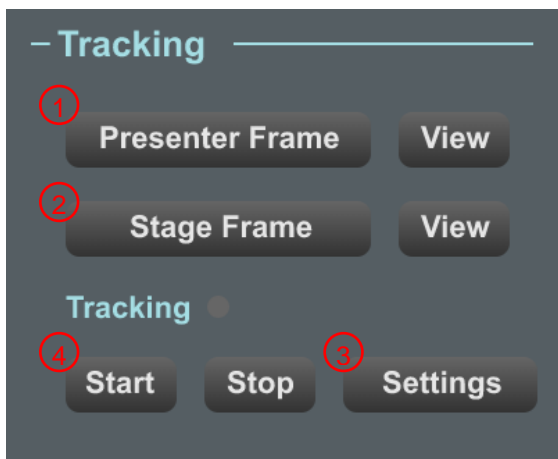 Tracking
1
Presenter Frame View
2
Stage Frame View
Tracking
4 3
Start Stop Settings